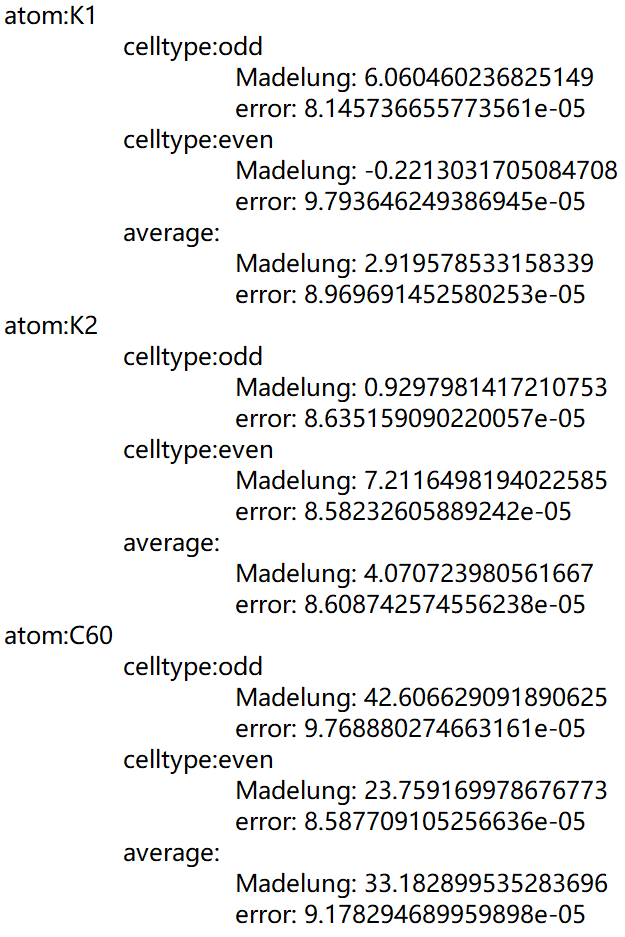 atom:K1
celltype:odd
Madelung: 6.060460236825149
error: 8.145736655773561e-05
celltype:even
Madelung: -0.2213031705084708
error: 9.793646249386945e-05
average:
Madelung: 2.919578533158339
error: 8.969691452580253e-05
atom:K2
celltype:odd
Madelung: 0.9297981417210753
error: 8.635159090220057e-05
celltype:even
Madelung: 7.2116498194022585
error: 8.58232605889242e-05
average:
Madelung: 4.070723980561667
error: 8.608742574556238e-05
atom:C60
celltype:odd
Madelung: 42.606629091890625
error: 9.768880274663161e-05
celltype:even
Madelung: 23.759169978676773
error: 8.587709105256636e-05
average:
Madelung: 33.182899535283696
error: 9.178294689959898e-05